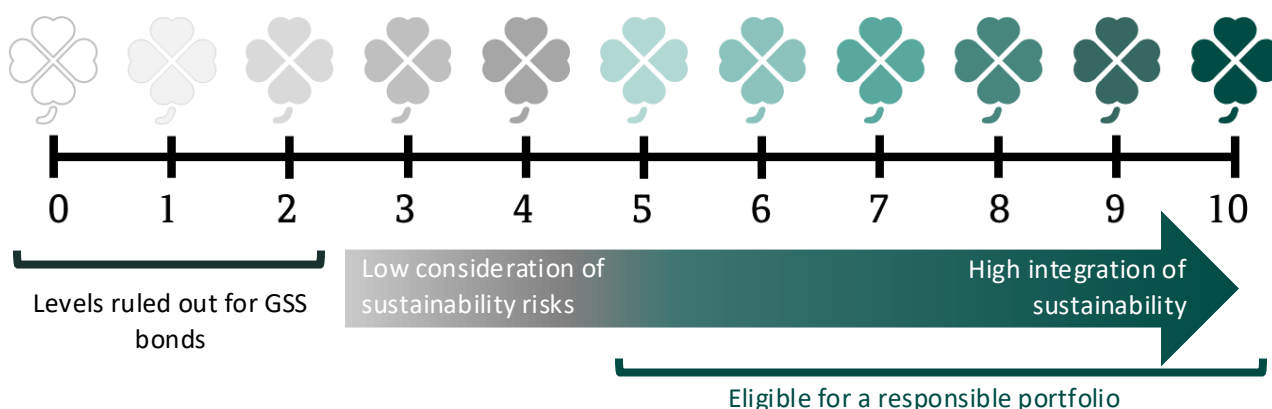 0 1 2 3 4 5 6 7 8 9 10
Low consideration of
sustainability risks
High integration of
sustainability
Levels ruled out for GSS
bonds
Eligible for a responsible portfolio